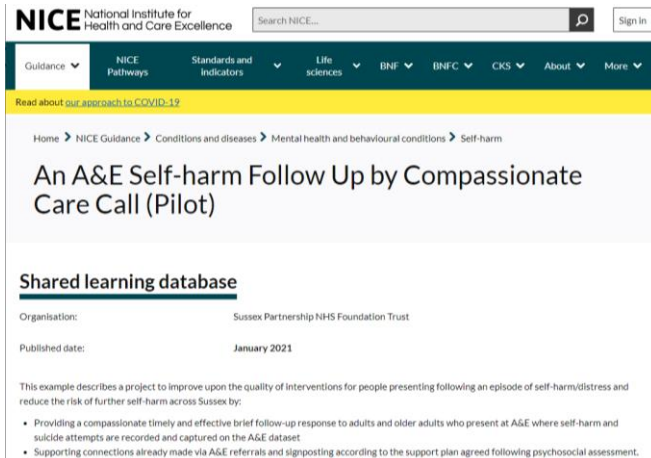 NICE National Institute for
Health and Care Excellence
Search NICE...
Sign in
Guidance
NICE
Pathways
Standards and
indicators
Life
sciences
BNF
BNFC
CKS
About
More
Read about our approach to COVID-19
Home > NICE Guidance > Conditions and diseases > Mental health and behavioural conditions > Self-harm
An A&E Self-harm Follow Up by Compassionate
Care Call (Pilot)
Shared learning database
Organisation: Sussex Partnership NHS Foundation Trust
Published date: January 2021
This example describes a project to improve upon the quality of interventions for people presenting following an episode of self-harm/distress and
reduce the risk of further self-harm across Sussex by:
• Providing a compassionate timely and effective brief follow-up response to adults and older adults who present at A&E where self-harm and
suicide attempts are recorded and captured on the A&E dataset
• Supporting connections already made via A&E referrals and signposting according to the support plan agreed following psychosocial assessment.